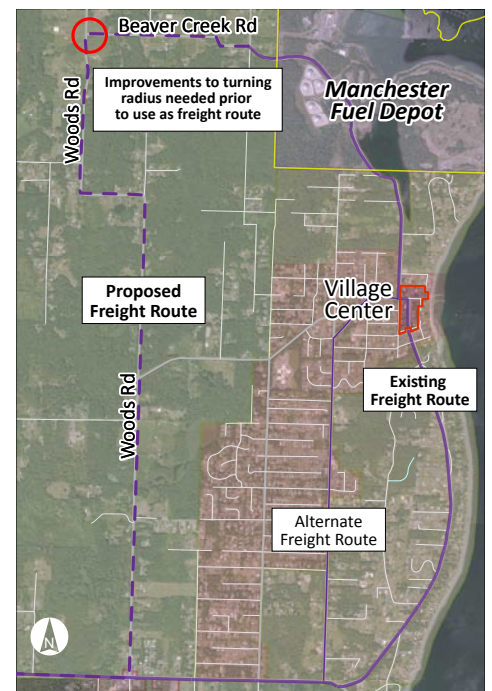 Beaver Creek Rd
Woods Rd
Improvements to turning
radius needed prior
to use as freight route
Manchester
Fuel Depot
Village
Center
Proposed
Freight Route
Existing
Freight Route
Woods Rd
Alternate
Freight Route
N